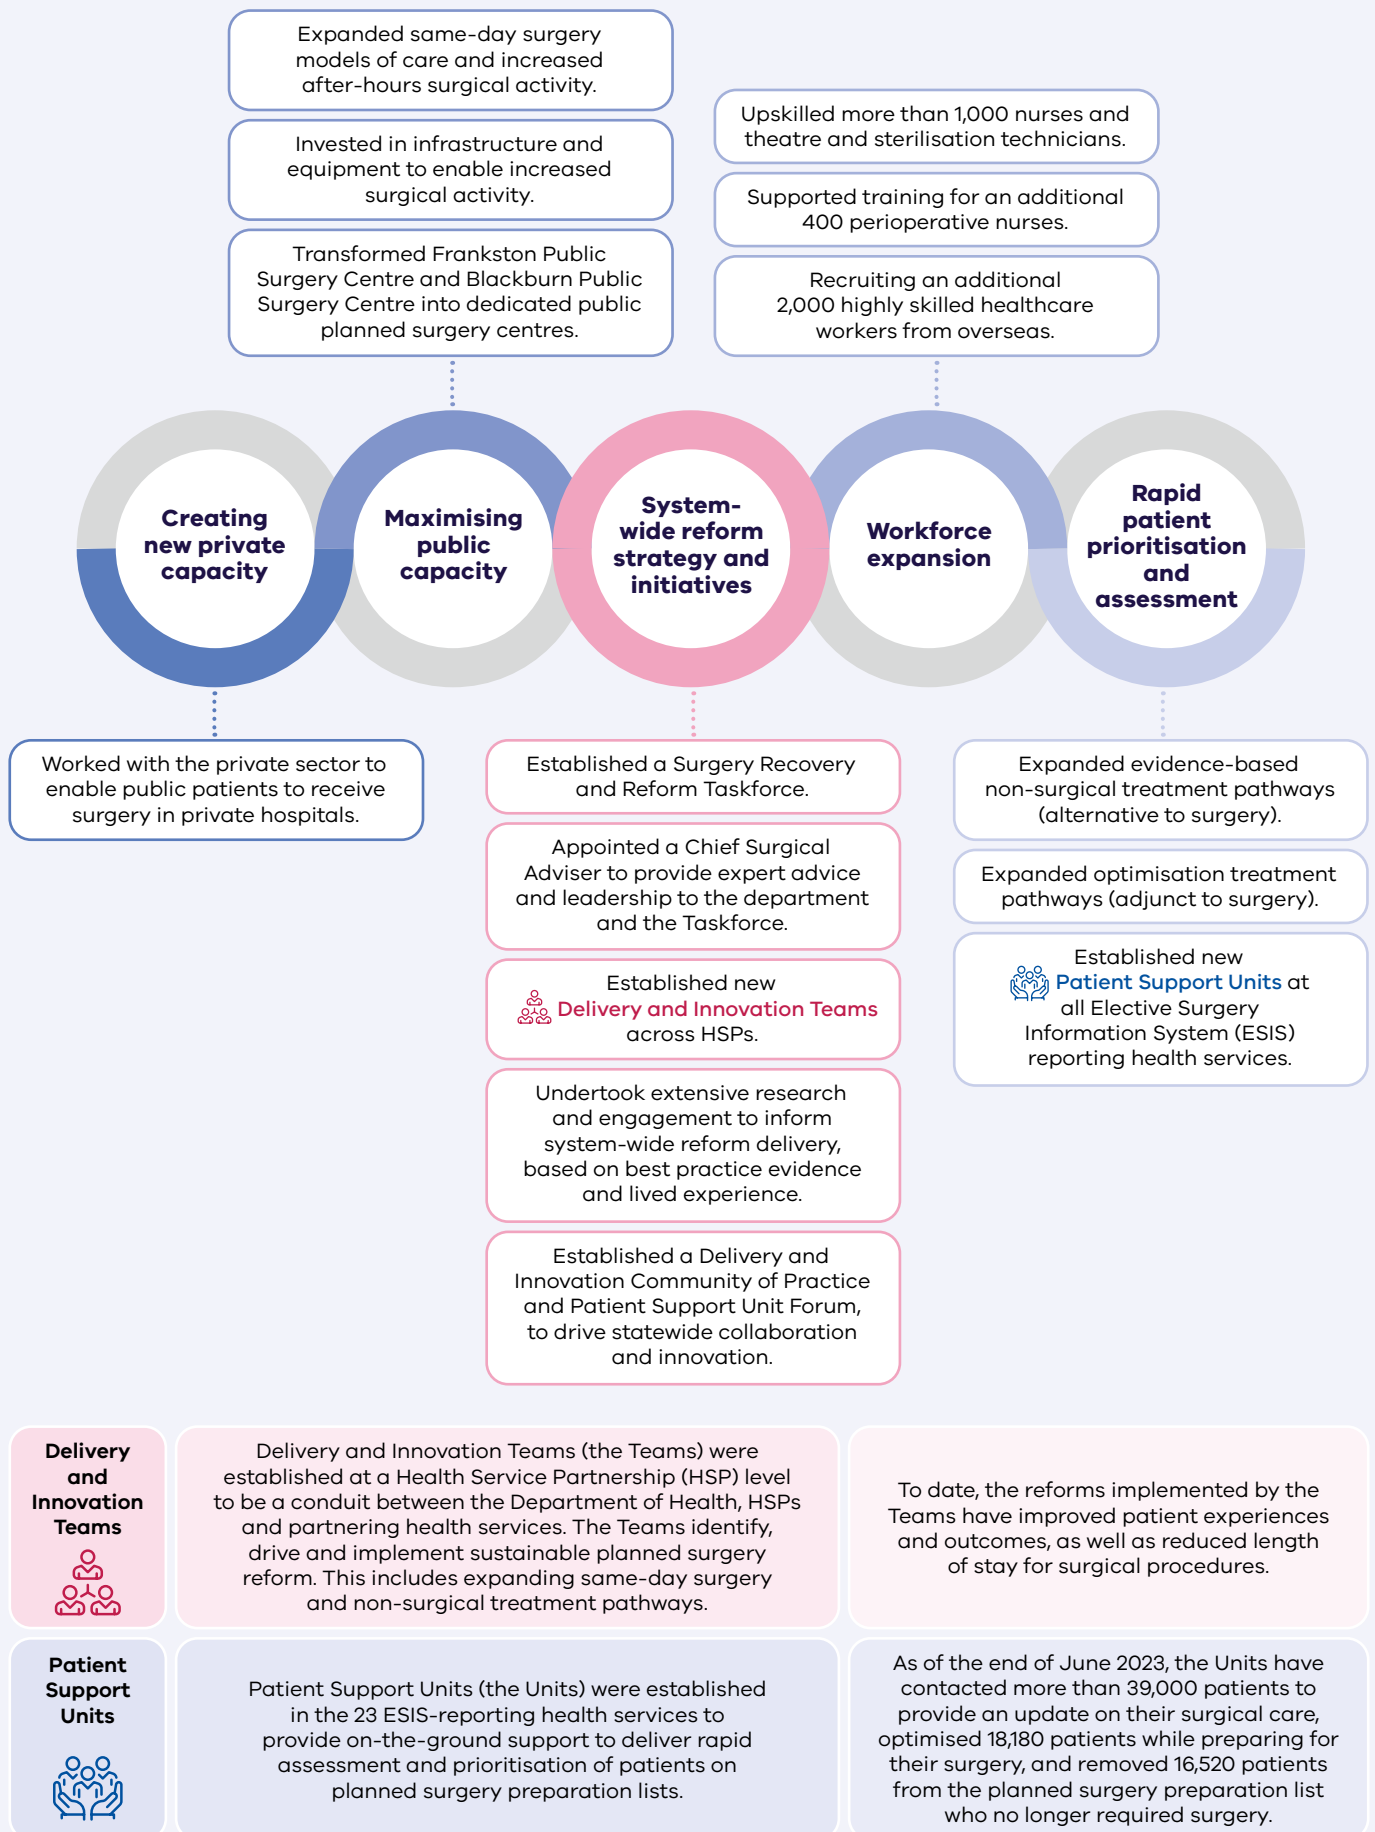 Expanded same-day surgery
models of care and increased
after-hours surgical activity.
Invested in infrastructure and
equipment to enable increased
surgical activity.
Transformed Frankston Public
Surgery Centre and Blackburn Public
Surgery Centre into dedicated public
planned surgery centres.
Upskilled more than 1,000 nurses and
theatre and sterilisation technicians.
Supported training for an additional
400 perioperative nurses.
Recruiting an additional
2,000 highly skilled healthcare
workers from overseas.
Creating
new private
capacity
Maximising
public
capacity
System-
wide reform
strategy and
initiatives
Workforce
expansion
Rapid
patient
prioritisation
and
assessment
Worked with the private sector to
enable public patients to receive
surgery in private hospitals.
Established a Surgery Recovery
and Reform Taskforce.
Appointed a Chief Surgical
Adviser to provide expert advice
and leadership to the department
and the Taskforce.
Established new
Delivery and Innovation Teams
across HSPs.
Undertook extensive research
and engagement to inform
system-wide reform delivery,
based on best practice evidence
and lived experience.
Established a Delivery and
Innovation Community of Practice
and Patient Support Unit Forum,
to drive statewide collaboration
and innovation.
Expanded evidence-based
non-surgical treatment pathways
(alternative to surgery).
Expanded optimisation treatment
pathways (adjunct to surgery).
Established new
Patient Support Units at
all Elective Surgery
Information System (ESIS)
reporting health services.
Delivery
and
Innovation
Teams
Delivery and Innovation Teams (the Teams) were
established at a Health Service Partnership (HSP) level
to be a conduit between the Department of Health, HSPs
and partnering health services. The Teams identify,
drive and implement sustainable planned surgery
reform. This includes expanding same-day surgery
and non-surgical treatment pathways.
To date, the reforms implemented by the
Teams have improved patient experiences
and outcomes, as well as reduced length
of stay for surgical procedures.
Patient
Support
Units
Patient Support Units (the Units) were established
in the 23 ESIS-reporting health services to
provide on-the-ground support to deliver rapid
assessment and prioritisation of patients on
planned surgery preparation lists.
As of the end of June 2023, the Units have
contacted more than 39,000 patients to
provide an update on their surgical care,
optimised 18,180 patients while preparing for
their surgery, and removed 16,520 patients
from the planned surgery preparation list
who no longer required surgery.